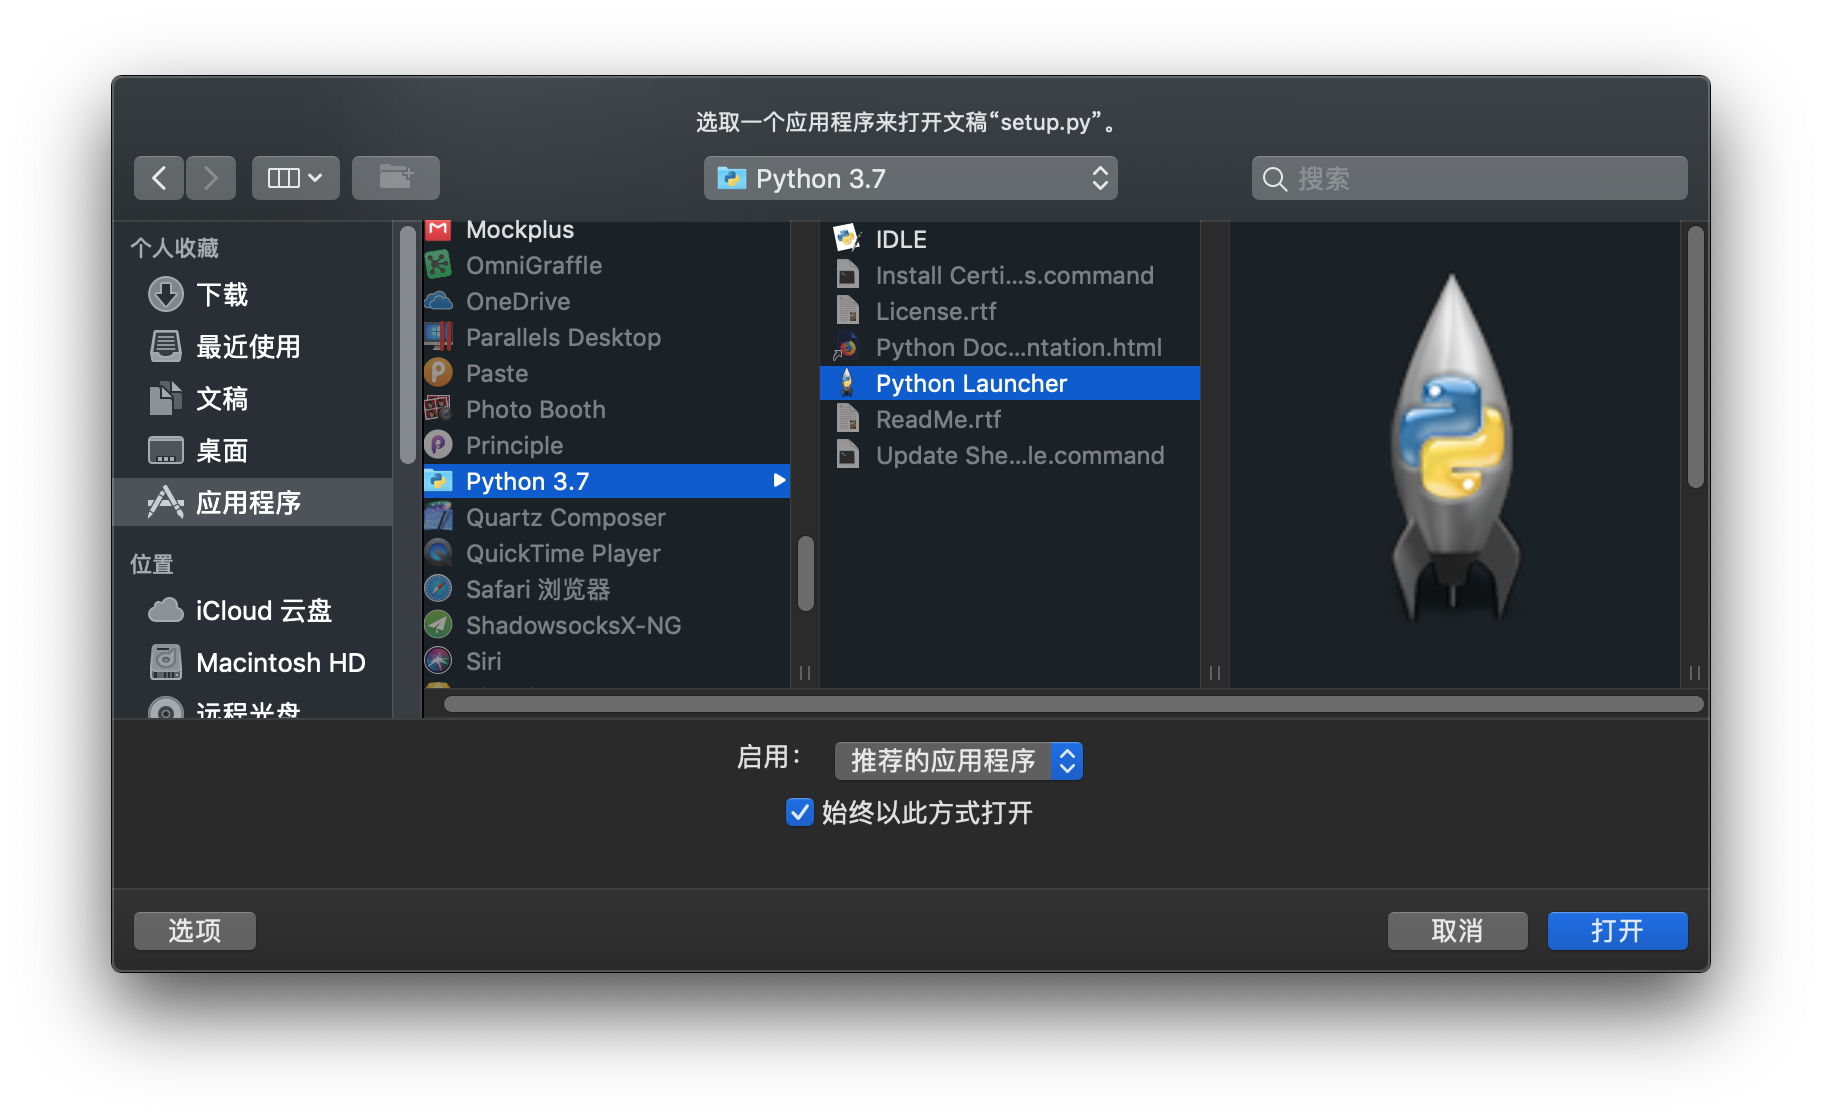 选取一个应用程序来打开文稿“setup.py”。
Python 3.7
搜索
个人收藏
下载
最近使用
文稿
桌面
应用程序
位置
iCloud 云盘
Macintosh HD
远程光盘
Mockplus
OmniGraffle
OneDrive
Parallels Desktop
Paste
Photo Booth
Principle
Python 3.7
Quartz Composer
QuickTime Player
Safari 浏览器
ShadowsocksX-NG
Siri
IDLE
Install Certi...s.command
License.rtf
Python Doc...ntation.html
Python Launcher
ReadMe.rtf
Update She...le.command
启用：
推荐的应用程序
始终以此方式打开
选项
取消
打开